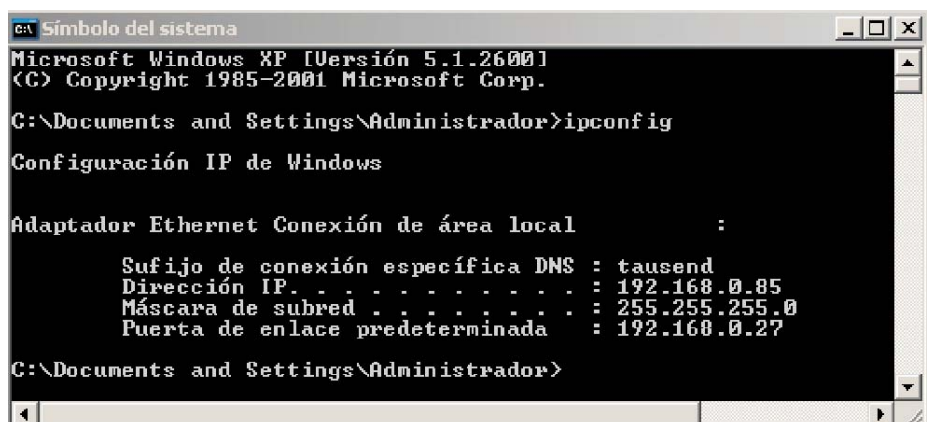 Símbolo del sistema
Microsoft Windows XP [Versión 5.1.2600]
(C) Copyright 1985-2001 Microsoft Corp.
C:\Documents and Settings\Administrador>ipconfig
Configuración IP de Windows
Adaptador Ethernet Conexión de área local :
Sufijo de conexión específica DNS : tausend
Dirección IP. . . . . . . . . . . : 192.168.0.85
Máscara de subred . . . . . . . . : 255.255.255.0
Puerta de enlace predeterminada : 192.168.0.27
C:\Documents and Settings\Administrador>